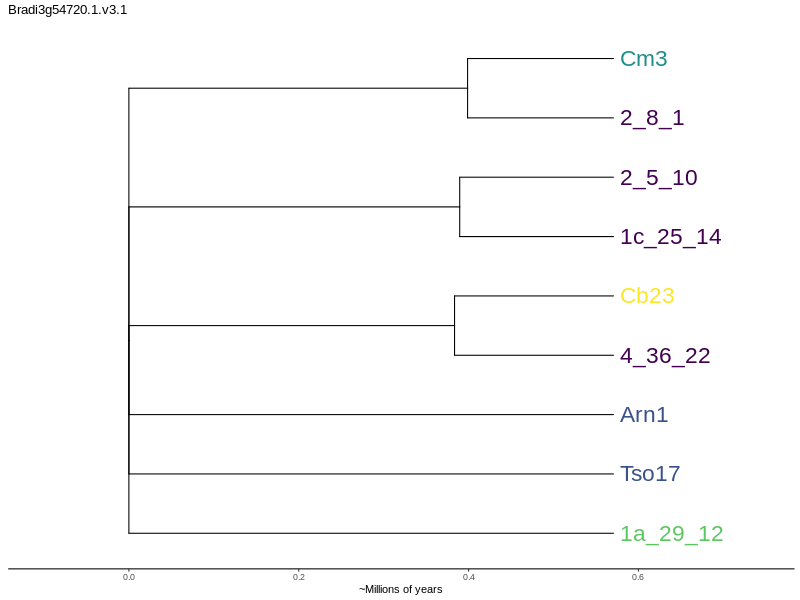 Bradi3g54720.1.v3.1
Cm3
2_8_1
2_5_10
1c_25_14
Cb23
4_36_22
Arn1
Tso17
1a_29_12
0.0 0.2 0.4 0.6
~Millions of years